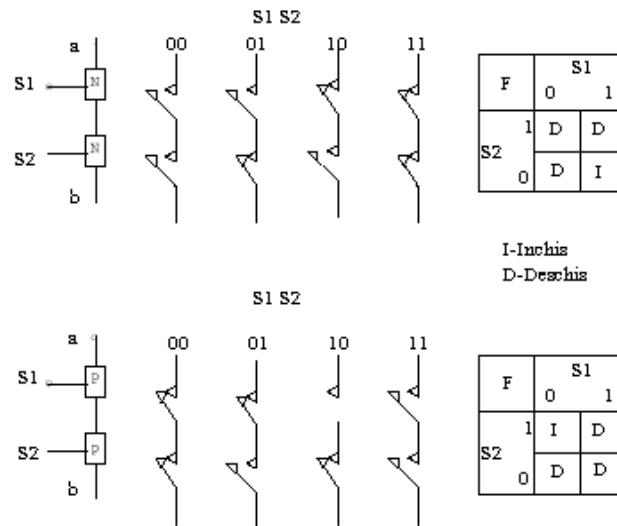 S1 S2
a 00 01 10 11
S1 N
S2 N
b
F S1
0 1
S2 1 D D
0 D I
I-Inchis
D-Deschis
S1 S2
a 00 01 10 11
S1 P
S2 P
b
F S1
0 1
S2 1 I D
0 D D